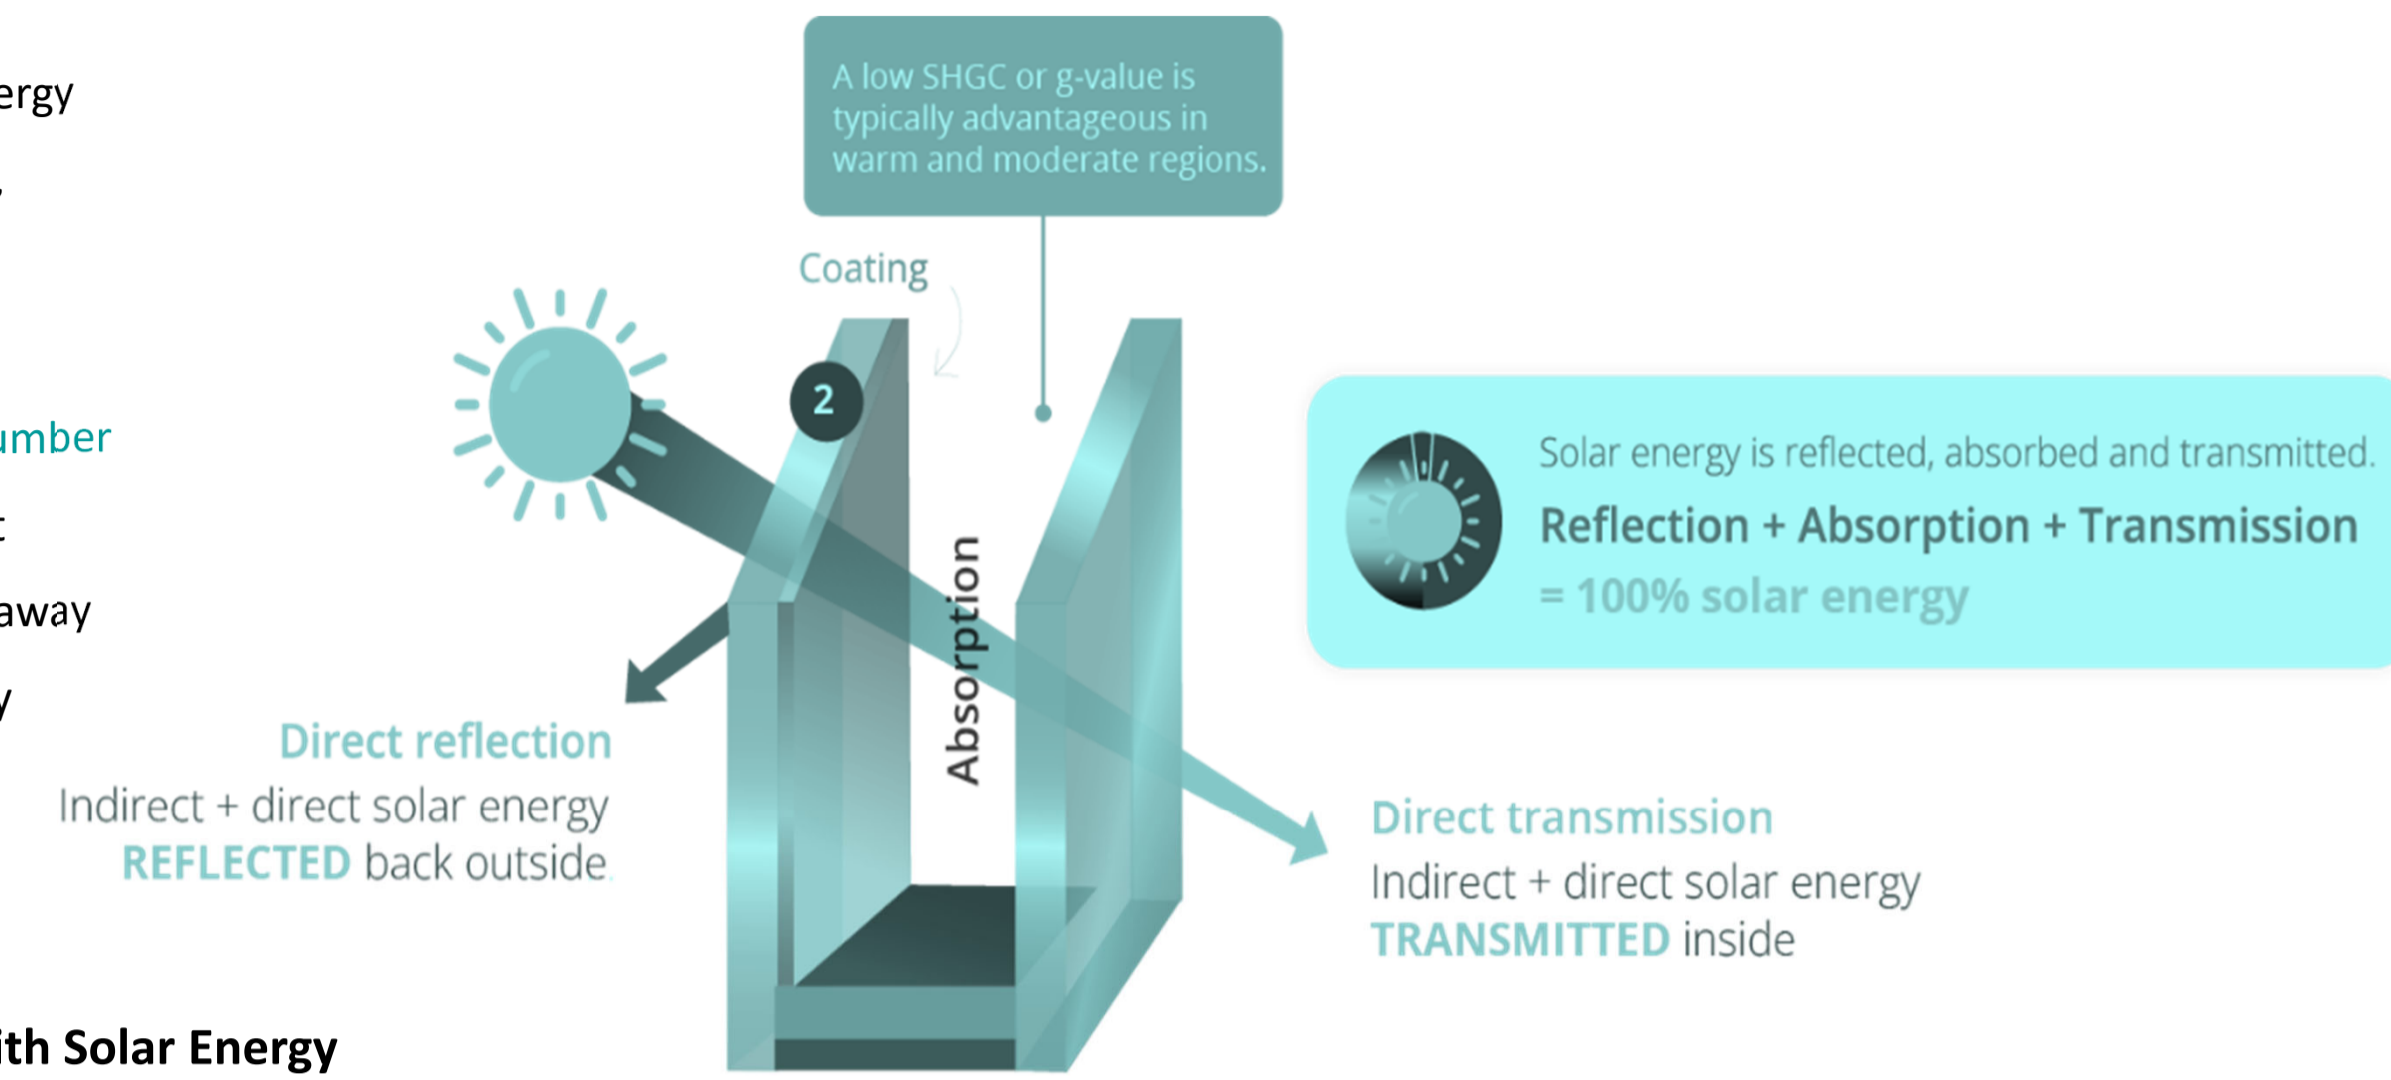 ergy
umber
away
y
ith Solar Energy
A low SHGC or g-value is
typically advantageous in
warm and moderate regions.
Coating
2
Absorption
Direct reflection
Indirect + direct solar energy
REFLECTED back outside.
Solar energy is reflected, absorbed and transmitted.
Reflection + Absorption + Transmission
= 100% solar energy
Direct transmission
Indirect + direct solar energy
TRANSMITTED inside